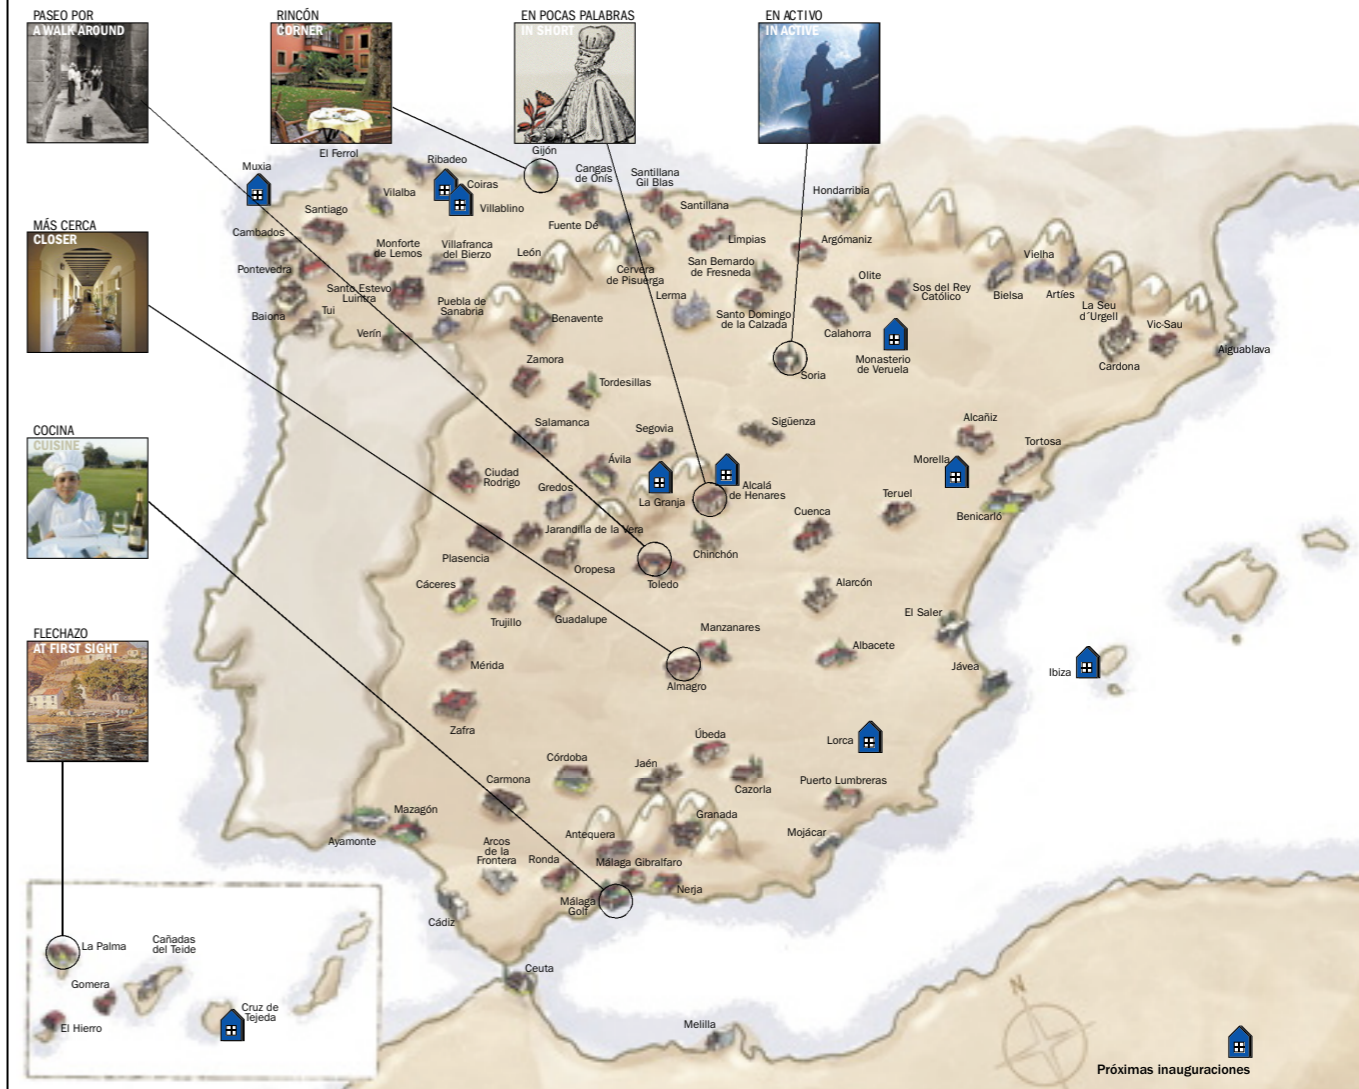 PASEO POR
A WALK AROUND
RINCÓN
CORNER
EN POCAS PALABRAS
IN SHORT
EN ACTIVO
IN ACTIVE
MÁS CERCA
CLOSER
COCINA
CUISINE
FLECHAZO
AT FIRST SIGHT
Muxia
El Ferrol
Ribadeo
Coiras
Villablino
Vilalba
Gijón
Cangas
de Onís
Santillana
Gil Blas
Santillana
Hondarribia
Santiago
Cambados
Pontevedra
Monforte
de Lemos
Villafranca
del Bierzo
León
Fuente Dé
Cervera
de Pisuerga
Limpias
San Bernardo
de Fresneda
Argómaniz
Olite
Sos del Rey
Católico
Bielsa
Vielha
Artíes
La Seu
d´Urgell
Vic-Sau
Cardona
Aiguablava
Santo Estevo
Luintra
Puebla de
Sanabria
Baiona
Tui
Verín
Benavente
Lerma
Santo Domingo
de la Calzada
Calahorra
Monasterio
de Veruela
Soria
Zamora
Tordesillas
Salamanca
Segovia
Sigüenza
Alcañiz
Tortosa
Morella
Benicarló
Ciudad
Rodrigo
Ávila
Gredos
La Granja
Alcalá
de Henares
Teruel
Cuenca
Jarandilla de la Vera
Plasencia
Oropesa
Toledo
Chinchón
Cáceres
Trujillo
Guadalupe
Alarcón
El Saler
Manzanares
Albacete
Jávea
Ibiza
Mérida
Almagro
Zafra
Lorca
Úbeda
Córdoba
Jaén
Cazorla
Puerto Lumbreras
Carmona
Granada
Mojácar
Mazagón
Ayamonte
Antequera
Arcos
de la
Frontera
Ronda
Málaga Gibralfaro
Nerja
Málaga
Golf
Cádiz
Ceuta
Melilla
La Palma
Cañadas
del Teide
Gomera
El Hierro
Cruz de
Tejeda
N
Próximas inauguraciones